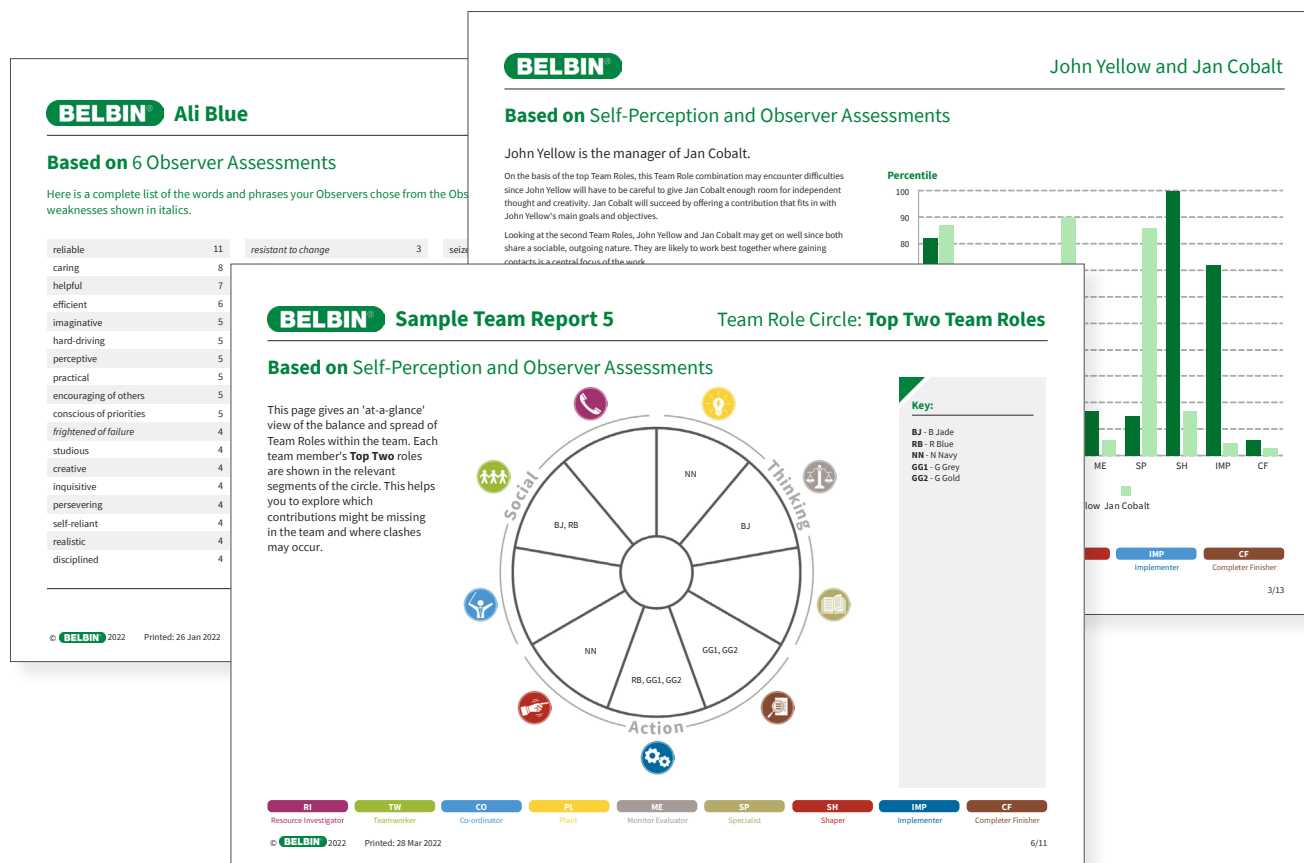 BELBIN® Ali Blue
Based on 6 Observer Assessments
Here is a complete list of the words and phrases your Observers chose from the
weaknesses shown in italics.
reliable 11
caring 8
helpful 7
efficient 6
imaginative 5
hard-driving 5
perceptive 5
practical 5
encouraging of others 5
conscious of priorities 5
frightened of failure 4
studious 4
creative 4
inquisitive 4
persevering 4
self-reliant 4
realistic 4
disciplined 4
resistant to change 3
© BELBIN® 2022 Printed: 26 Jan 2022
BELBIN® John Yellow and Jan Cobalt
Based on Self-Perception and Observer Assessments
John Yellow is the manager of Jan Cobalt.
On the basis of the top Team Roles, this Team Role combination may encounter difficulties
since John Yellow will have to be careful to give Jan Cobalt enough room for independent
thought and creativity. Jan Cobalt will succeed by offering a contribution that fits in with
John Yellow's main goals and objectives.
Looking at the second Team Roles, John Yellow and Jan Cobalt may get on well since both
share a sociable, outgoing nature. They are likely to work best together where gaining
contacts is a central focus of the work.
Percentile
100
90
80
ME SP SH IMP CF
low Jan Cobalt
IMP CF
Implementer Completer Finisher
3/13
BELBIN® Sample Team Report 5 Team Role Circle: Top Two Team Roles
Based on Self-Perception and Observer Assessments
This page gives an 'at-a-glance'
view of the balance and spread of
Team Roles within the team. Each
team member's Top Two roles
are shown in the relevant
segments of the circle. This helps
you to explore which
contributions might be missing
in the team and where clashes
may occur.
Social
Thinking
Action
NN
BJ, RB
BJ
NN
GG1, GG2
RB, GG1, GG2
Key:
BJ - B Jade
RB - R Blue
NN - N Navy
GG1 - G Grey
GG2 - G Gold
RI TW CO PL ME SP SH IMP CF
Resource Investigator Teamworker Co-ordinator Plant Monitor Evaluator Specialist Shaper Implementer Completer Finisher
© BELBIN® 2022 Printed: 28 Mar 2022 6/11